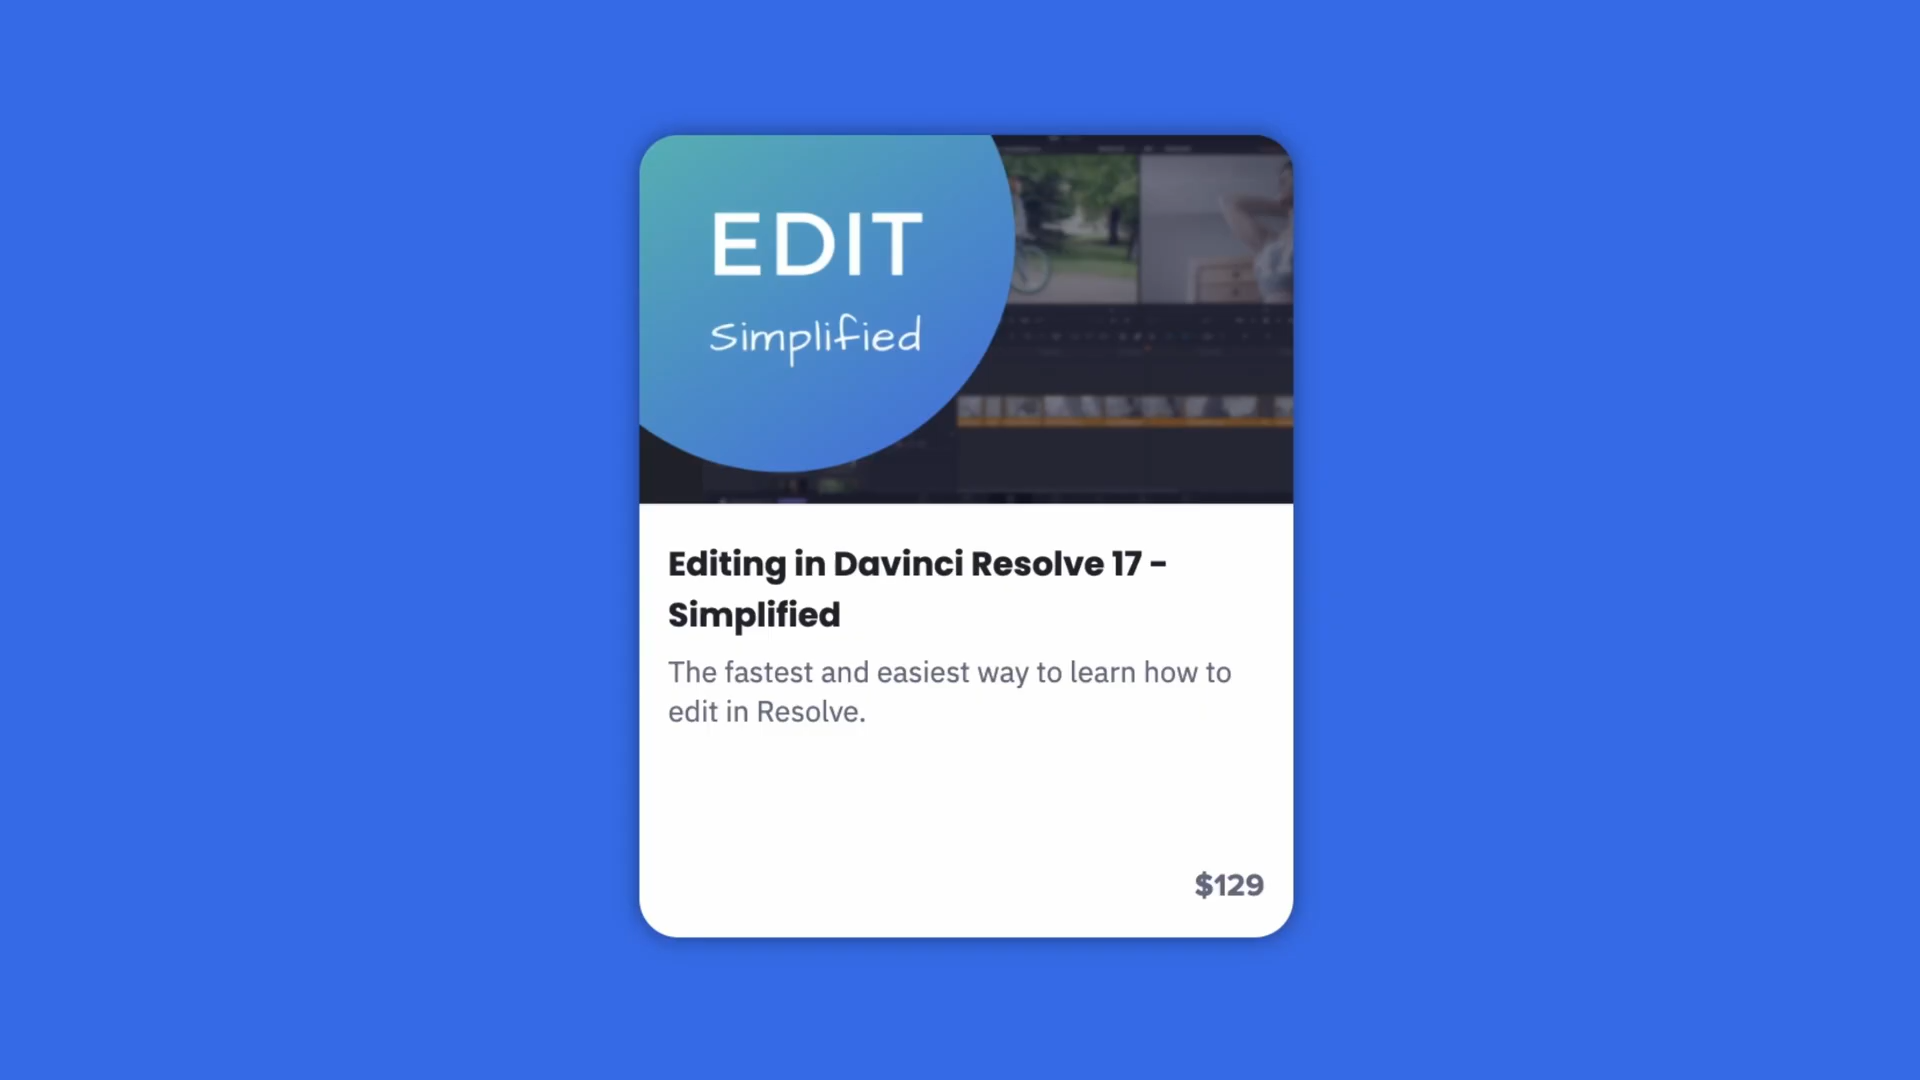 EDIT
Simplified
Editing in Davinci Resolve 17 -
Simplified
The fastest and easiest way to learn how to
edit in Resolve.
$129